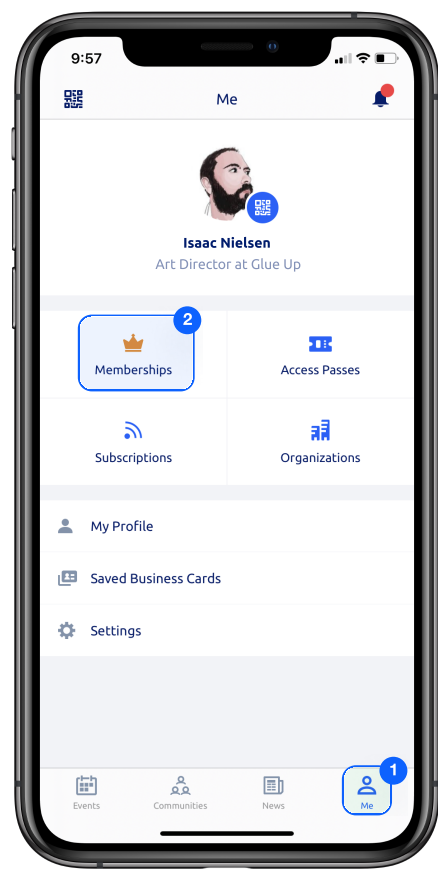 9:57
Me
Isaac Nielsen
Art Director at Glue Up
2
Memberships
Access Passes
Subscriptions
Organizations
My Profile
Saved Business Cards
Settings
1
Events
Communities
News
Me